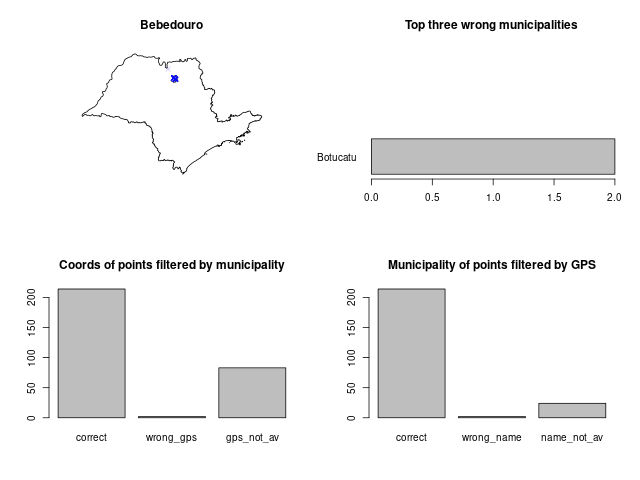 Bebedouro
Top three wrong municipalities
Botucatu
0.0 0.5 1.0 1.5 2.0
Coords of points filtered by municipality
200
150
100
50
0
correct wrong_gps gps_not_av
Municipality of points filtered by GPS
200
150
100
50
0
correct wrong_name name_not_av